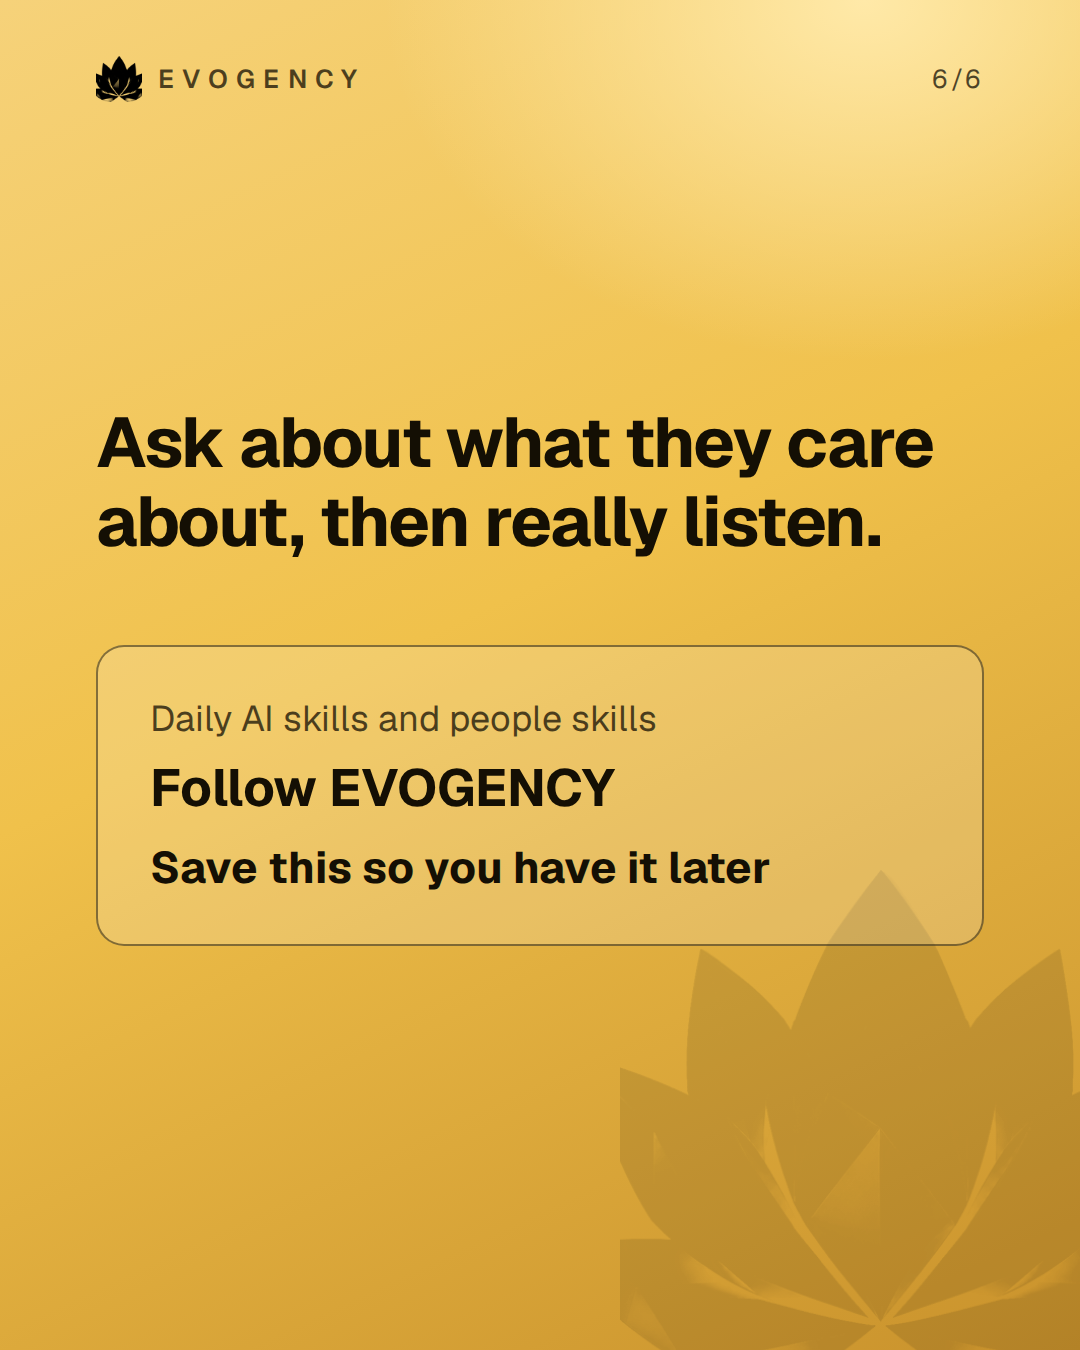 EVOGENCY
6/6
Ask about what they care
about, then really listen.
Daily AI skills and people skills
Follow EVOGENCY
Save this so you have it later